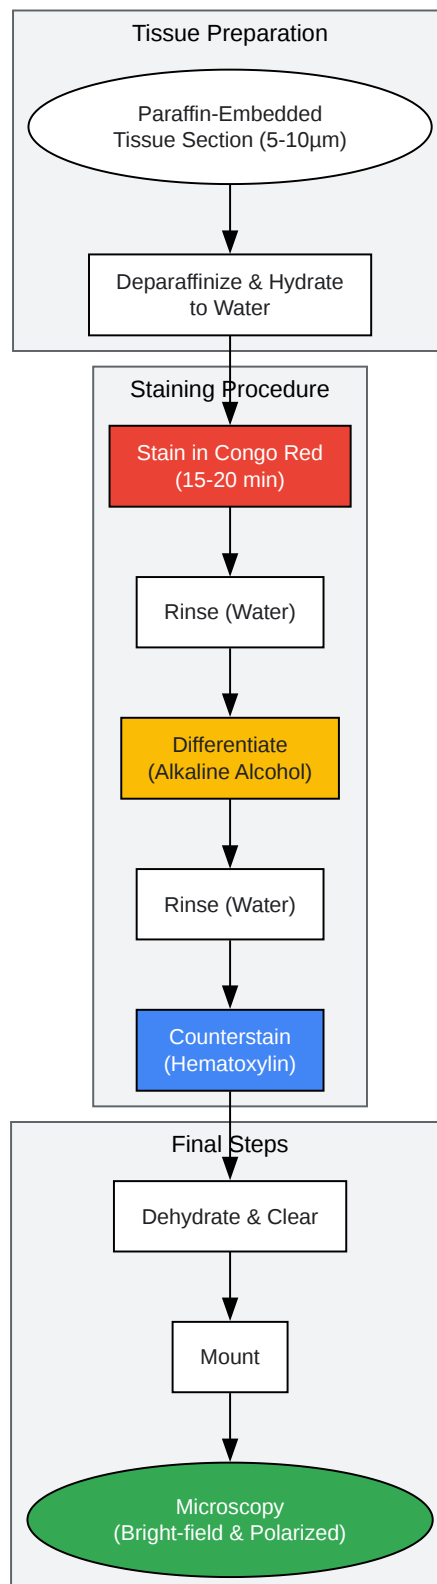 Tissue Preparation
Paraffin-Embedded
Tissue Section (5-10µm)
Deparaffinize & Hydrate
to Water
Staining Procedure
Stain in Congo Red
(15-20 min)
Rinse (Water)
Differentiate
(Alkaline Alcohol)
Rinse (Water)
Counterstain
(Hematoxylin)
Final Steps
Dehydrate & Clear
Mount
Microscopy
(Bright-field & Polarized)